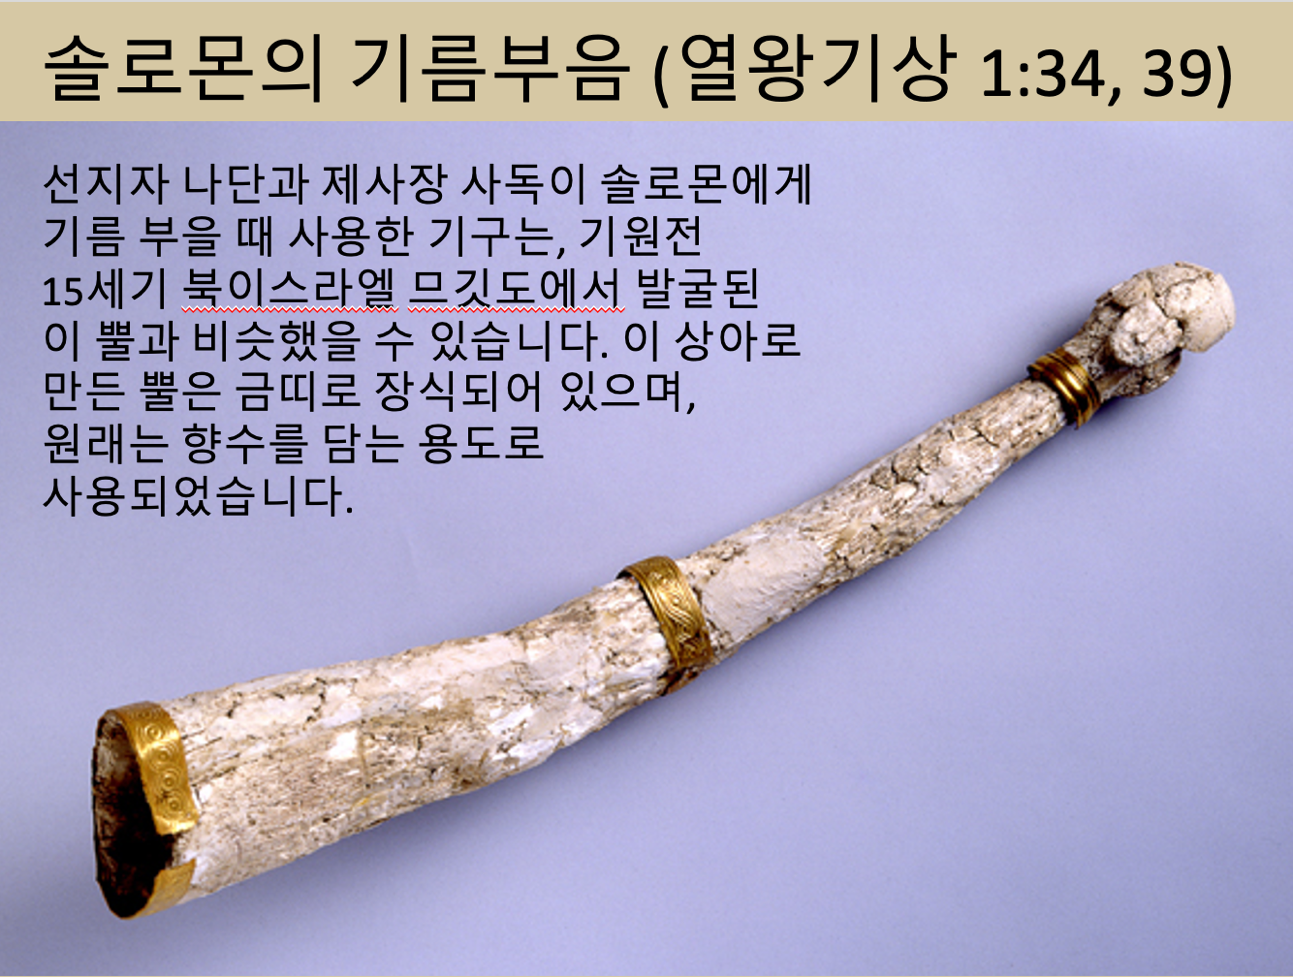 솔로몬의 기름부음 (열왕기상 1:34, 39)
선지자 나단과 제사장 사독이 솔로몬에게
기름 부을 때 사용한 기구는, 기원전
15세기 북이스라엘 므깃도에서 발굴된
이 뿔과 비슷했을 수 있습니다. 이 상아로
만든 뿔은 금띠로 장식되어 있으며,
원래는 향수를 담는 용도로
사용되었습니다.